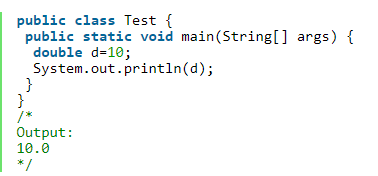 public class Test {
public static void main(String[] args) {
double d=10;
System.out.println(d);
}
}
/*
Output:
10.0
*/